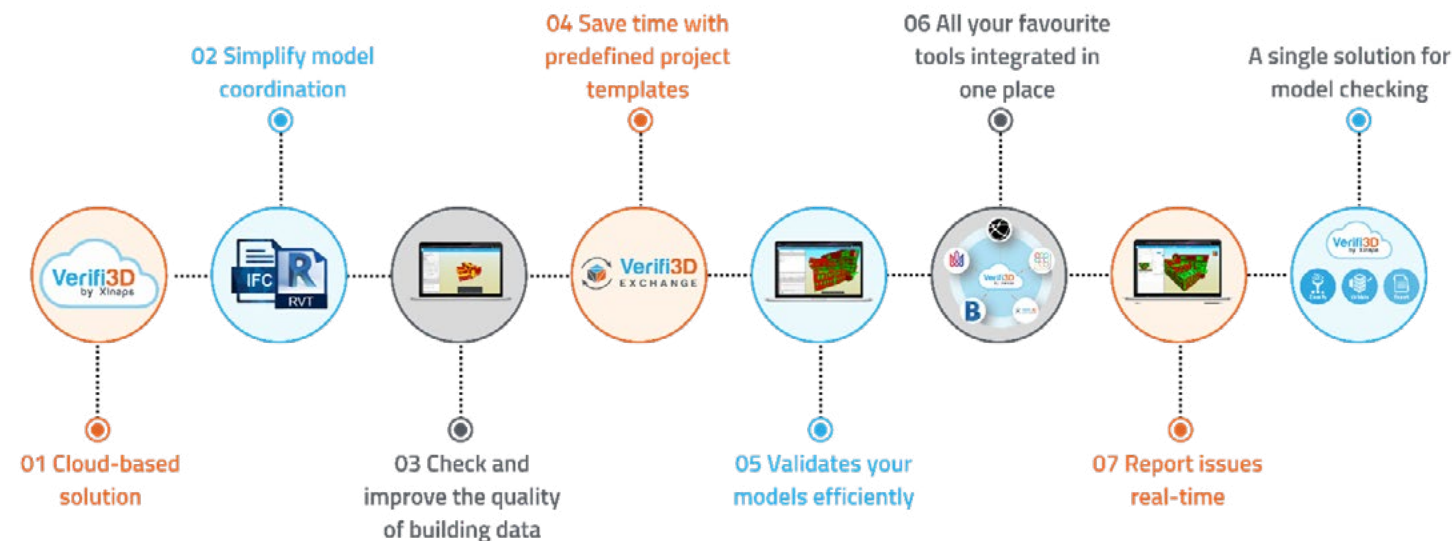 04 Save time with
predefined project
templates
06 All your favourite
tools integrated in
one place
02 Simplify model
coordination
A single solution for
model checking
Verifi3D
by Xinaps
IFC
RVT
Verifi3D
EXCHANGE
B
Verifi3D
by Xinaps
01 Cloud-based
solution
03 Check and
improve the quality
of building data
05 Validates your
models efficiently
07 Report issues
real-time